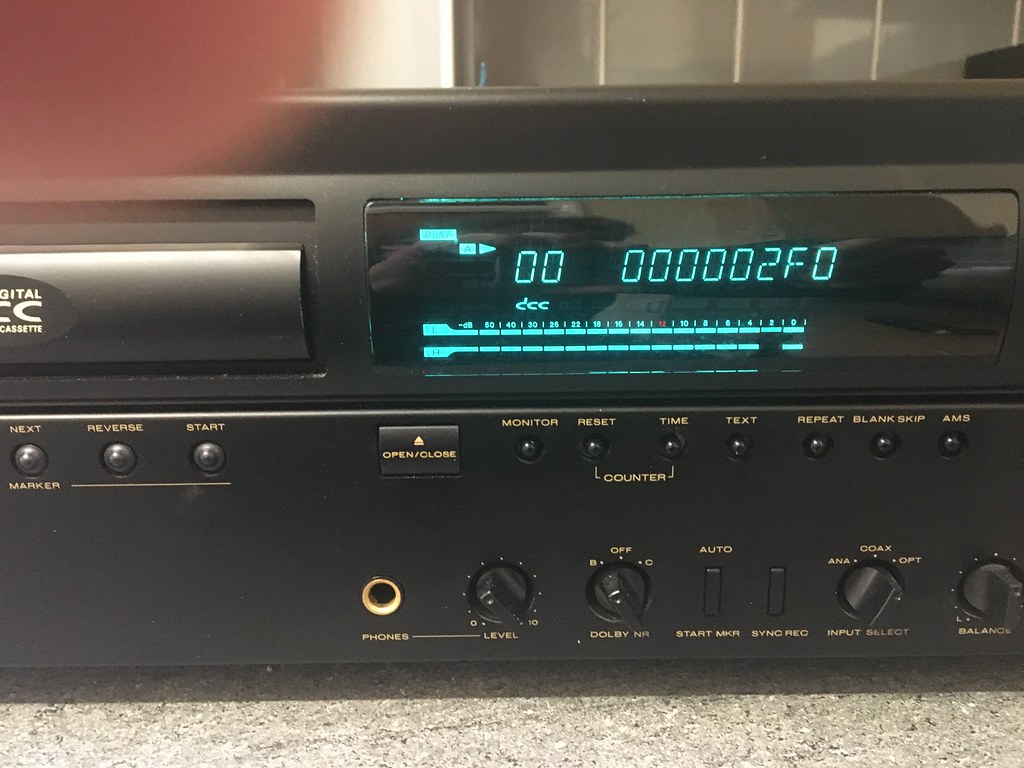 PLAY
A
00 000002F0
dcc
L -dB 50 40 30 26 22 18 16 14 12 10 8 6 4 2 0
R
IGITAL
CC
CASSETTE
NEXT REVERSE START
MARKER
OPEN/CLOSE
MONITOR RESET TIME TEXT REPEAT BLANK SKIP AMS
COUNTER
OFF AUTO COAX
B C ANA OPT
0 10 L
PHONES LEVEL DOLBY NR START MKR SYNC REC INPUT SELECT BALANCE